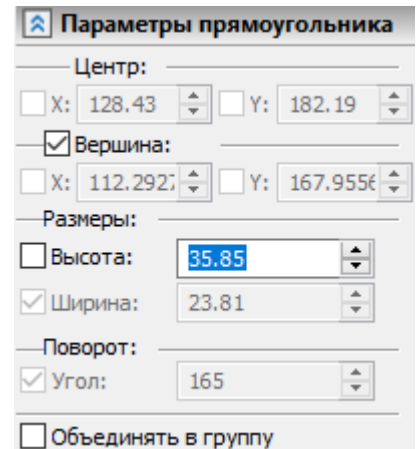 Параметры прямоугольника
Центр:
X: 128.43 Y: 182.19
Вершина:
X: 112.2927 Y: 167.9556
Размеры:
Высота: 35.85
Ширина: 23.81
Поворот:
Угол: 165
Объединять в группу